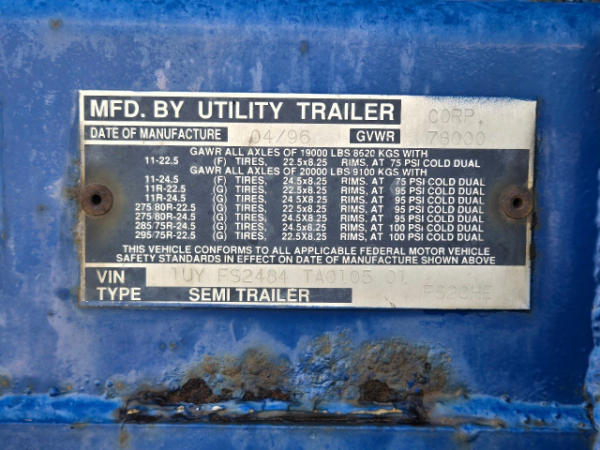 MFD. BY UTILITY TRAILER CORP.
DATE OF MANUFACTURE 04/96 GVWR 78000
GAWR ALL AXLES OF 19000 LBS 8620 KGS WITH
11-22.5 (F) TIRES, 22.5x8.25 RIMS, AT 75 PSI COLD DUAL
GAWR ALL AXLES OF 20000 LBS 9100 KGS WITH
11-24.5 (F) TIRES, 24.5x8.25 RIMS, AT 75 PSI COLD DUAL
11R-22.5 (G) TIRES, 22.5x8.25 RIMS, AT 95 PSI COLD DUAL
11R-24.5 (G) TIRES, 24.5x8.25 RIMS, AT 95 PSI COLD DUAL
275 80R-22.5 (G) TIRES, 22.5X8.25 RIMS, AT 95 PSI COLD DUAL
275 80R-24.5 (G) TIRES, 24.5X8.25 RIMS, AT 95 PSI COLD DUAL
285 75R-24.5 (G) TIRES, 24.5X8.25 RIMS, AT 100 PSI COLD DUAL
295 75R-22.5 (G) TIRES, 22.5X8.25 RIMS, AT 100 PSI COLD DUAL
THIS VEHICLE CONFORMS TO ALL APPLICABLE FEDERAL MOTOR VEHICLE
SAFETY STANDARDS IN EFFECT ON DATE OF MANUFACTURE SHOWN ABOVE
VIN 1UY FS2484 TA0105 01
TYPE SEMI TRAILER